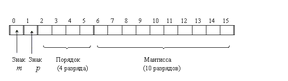 0 1 2 3 4 5 6 7 8 9 10 11 12 13 14 15
Знак Знак Порядок Мантисса
m p (4 разряда) (10 разрядов)